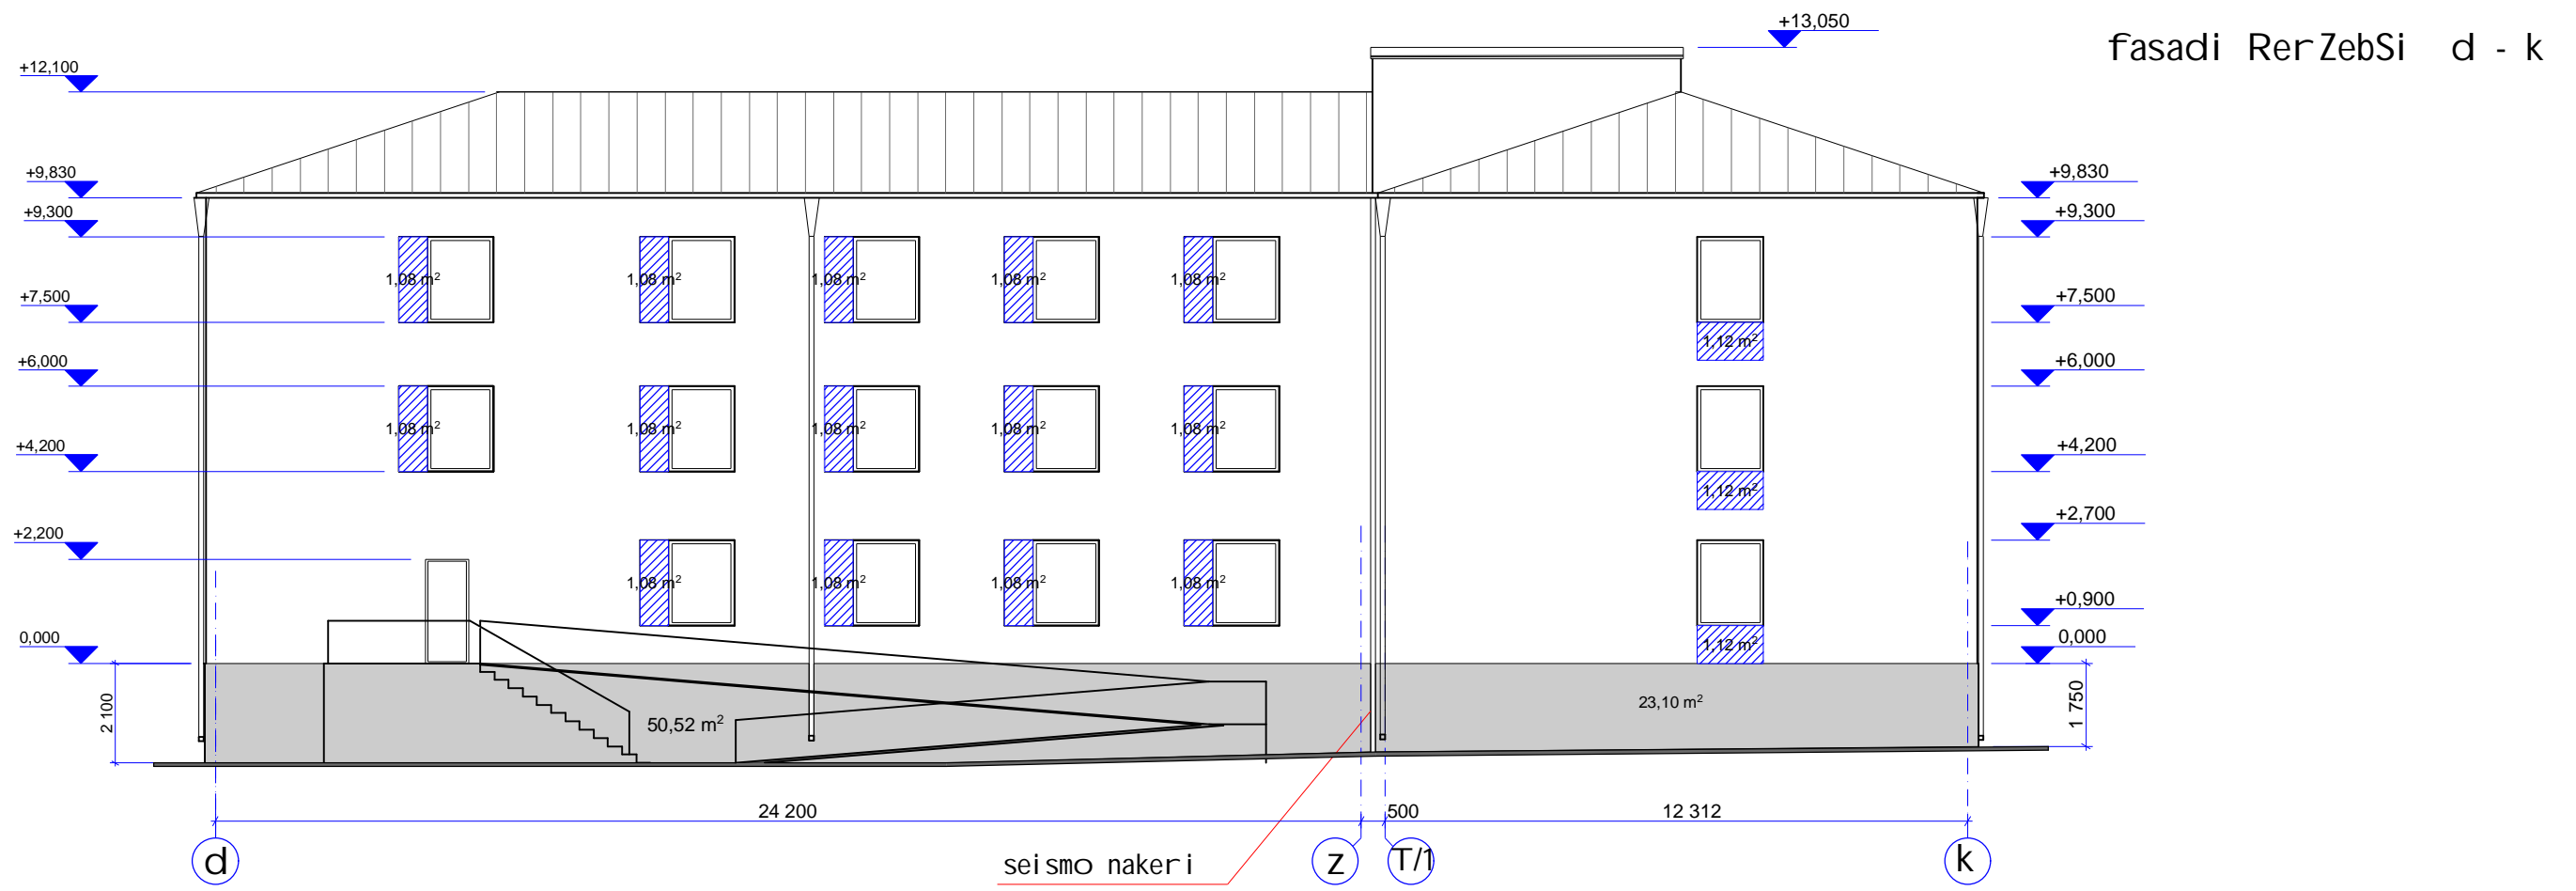 +13,050
fasadi RerZebSi d - k
+12,100
+9,830
+9,830
+9,300
+9,300
1,08 m²
1,08 m²
1,08 m²
1,08 m²
1,08 m²
+7,500
+7,500
1,12 m²
+6,000
+6,000
1,08 m²
1,08 m²
1,08 m²
1,08 m²
1,08 m²
+4,200
+4,200
1,12 m²
+2,700
+2,200
1,08 m²
1,08 m²
1,08 m²
1,08 m²
+0,900
0,000
0,000
1,12 m²
2 100
50,52 m²
23,10 m²
1 750
24 200
500
12 312
d
seismo nakeri
z
T/1
k